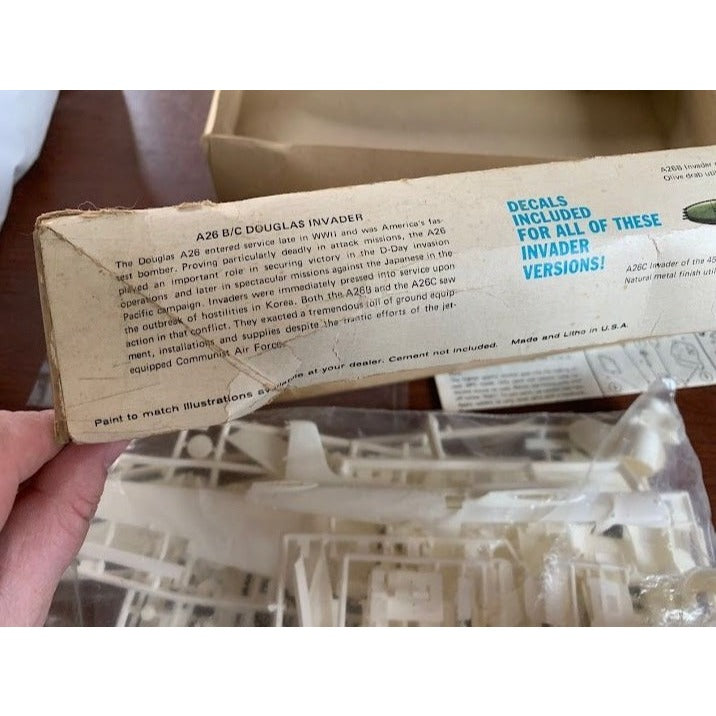 A26 B/C DOUGLAS INVADER
The Douglas A26 entered service late in WWII and was America's fas-
test bomber. Proving particularly deadly in attack missions, the A26
played an important role in securing victory in the D-Day invasion
operations and later in spectacular missions against the Japanese in the
Pacific campaign. Invaders were immediately pressed into service upon
the outbreak of hostilities in Korea. Both the A26B and the A26C saw
action in that conflict. They exacted a tremendous toll of ground equip-
ment, installations and supplies despite the frantic efforts of the jet-
equipped Communist Air Force.
Paint to match illustrations available at your dealer. Cement not included. Made and Litho in U.S.A.
DECALS
INCLUDED
FOR ALL OF THESE
INVADER
VERSIONS!
A26B Invader
Olive drab
A26C Invader of the
Natural metal finish